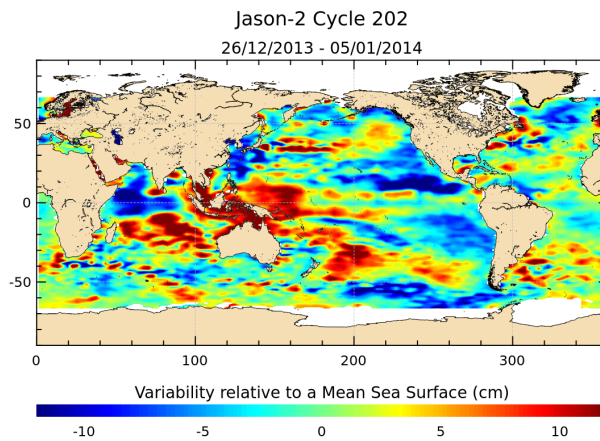 Jason-2 Cycle 202
26/12/2013 - 05/01/2014
50
0
-50
0 100 200 300
Variability relative to a Mean Sea Surface (cm)
-10 -5 0 5 10